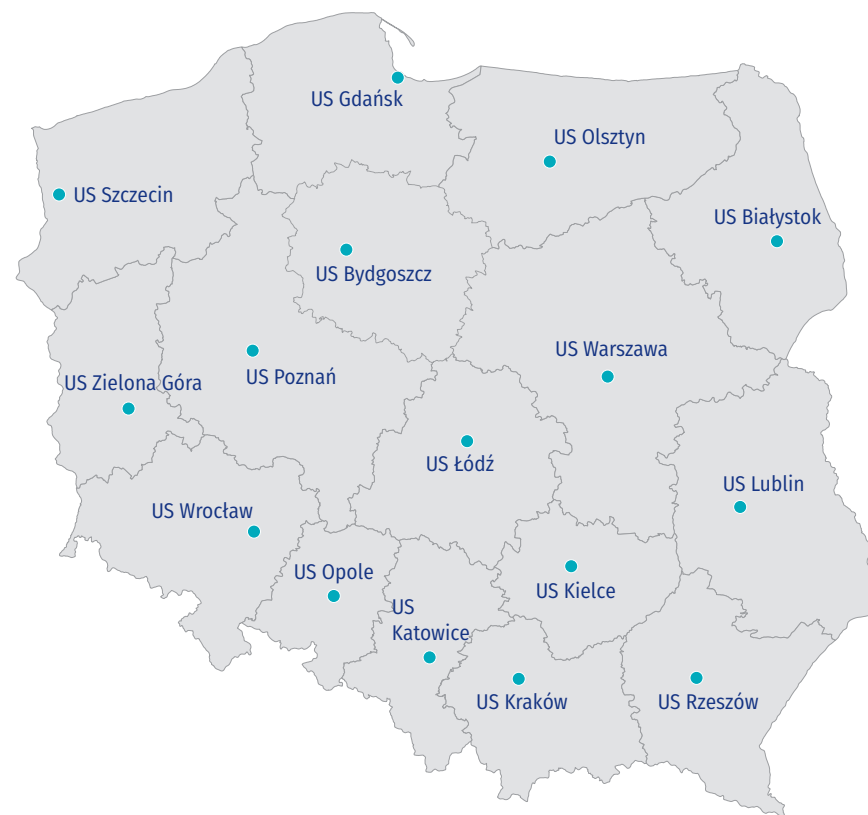 US Gdańsk
US Olsztyn
US Szczecin
US Białystok
US Bydgoszcz
US Warszawa
US Zielona Góra
US Poznań
US Łódź
US Lublin
US Wrocław
US Opole
US Kielce
US
Katowice
US Kraków
US Rzeszów